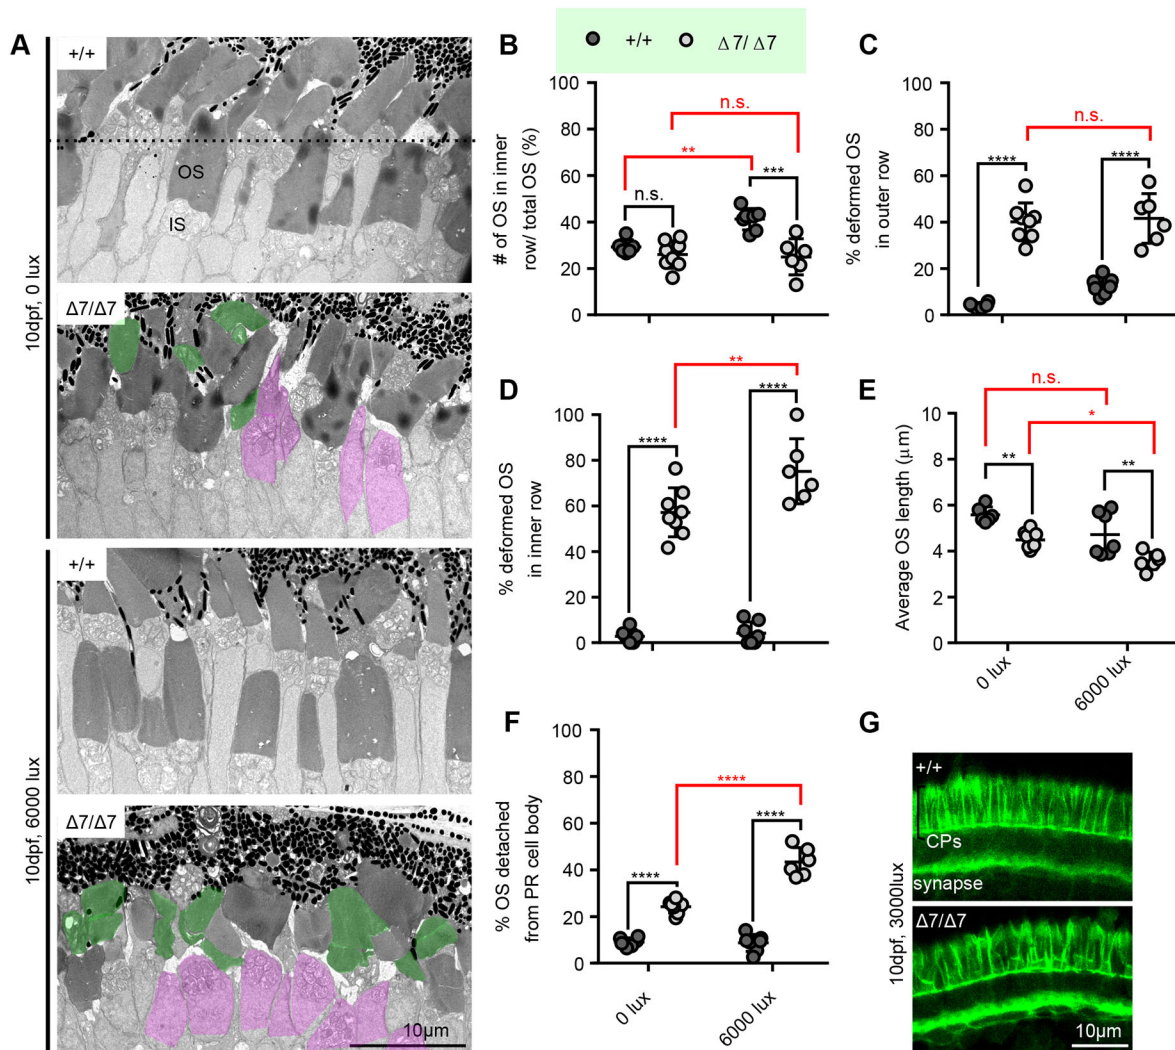 A
10dpf, 0 lux
+/+
OS
IS
Δ7/Δ7
10dpf, 6000 lux
+/+
Δ7/Δ7
10μm
+/+
Δ7/Δ7
B
# of OS in inner
row/ total OS (%)
100
80
60
40
20
0
n.s.
**
n.s.
***
C
% deformed OS
in outer row
100
80
60
40
20
0
n.s.
****
****
D
% deformed OS
in inner row
100
80
60
40
20
0
**
****
****
E
Average OS length (μm)
10
8
6
4
2
0
n.s.
*
**
**
0 lux
6000 lux
F
% OS detached
from PR cell body
100
80
60
40
20
0
****
****
****
0 lux
6000 lux
G
10dpf, 3000lux
+/+
CPs
synapse
Δ7/Δ7
10μm